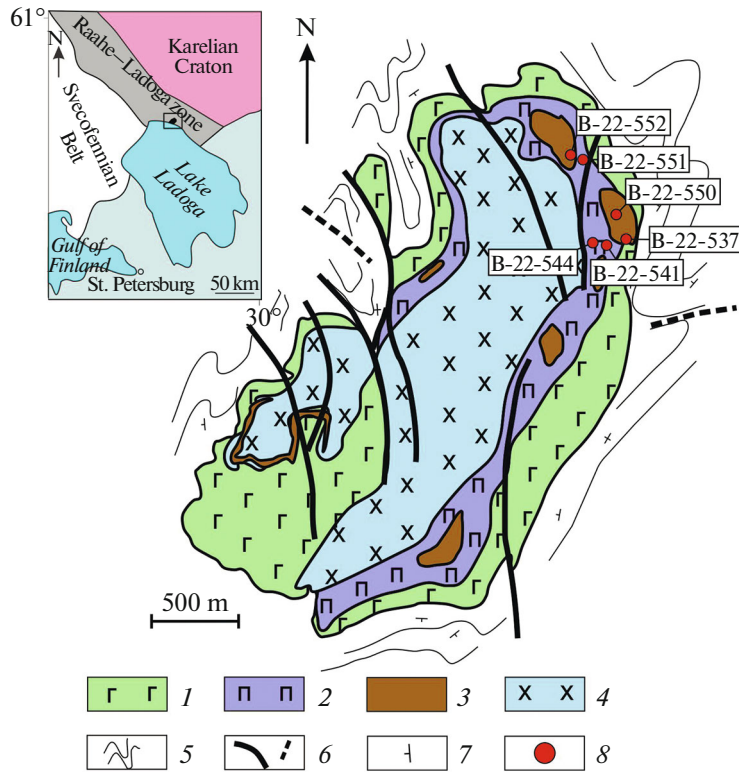 61°
N
Karelian
Craton
Raahe–Ladoga zone
Svecofennian
Belt
Lake
Ladoga
Gulf of
Finland
St. Petersburg
50 km
30°
N
B-22-552
B-22-551
B-22-550
B-22-537
B-22-544
B-22-541
500 m
Г Г 1
П П 2
3
X X 4
5
6
7
8